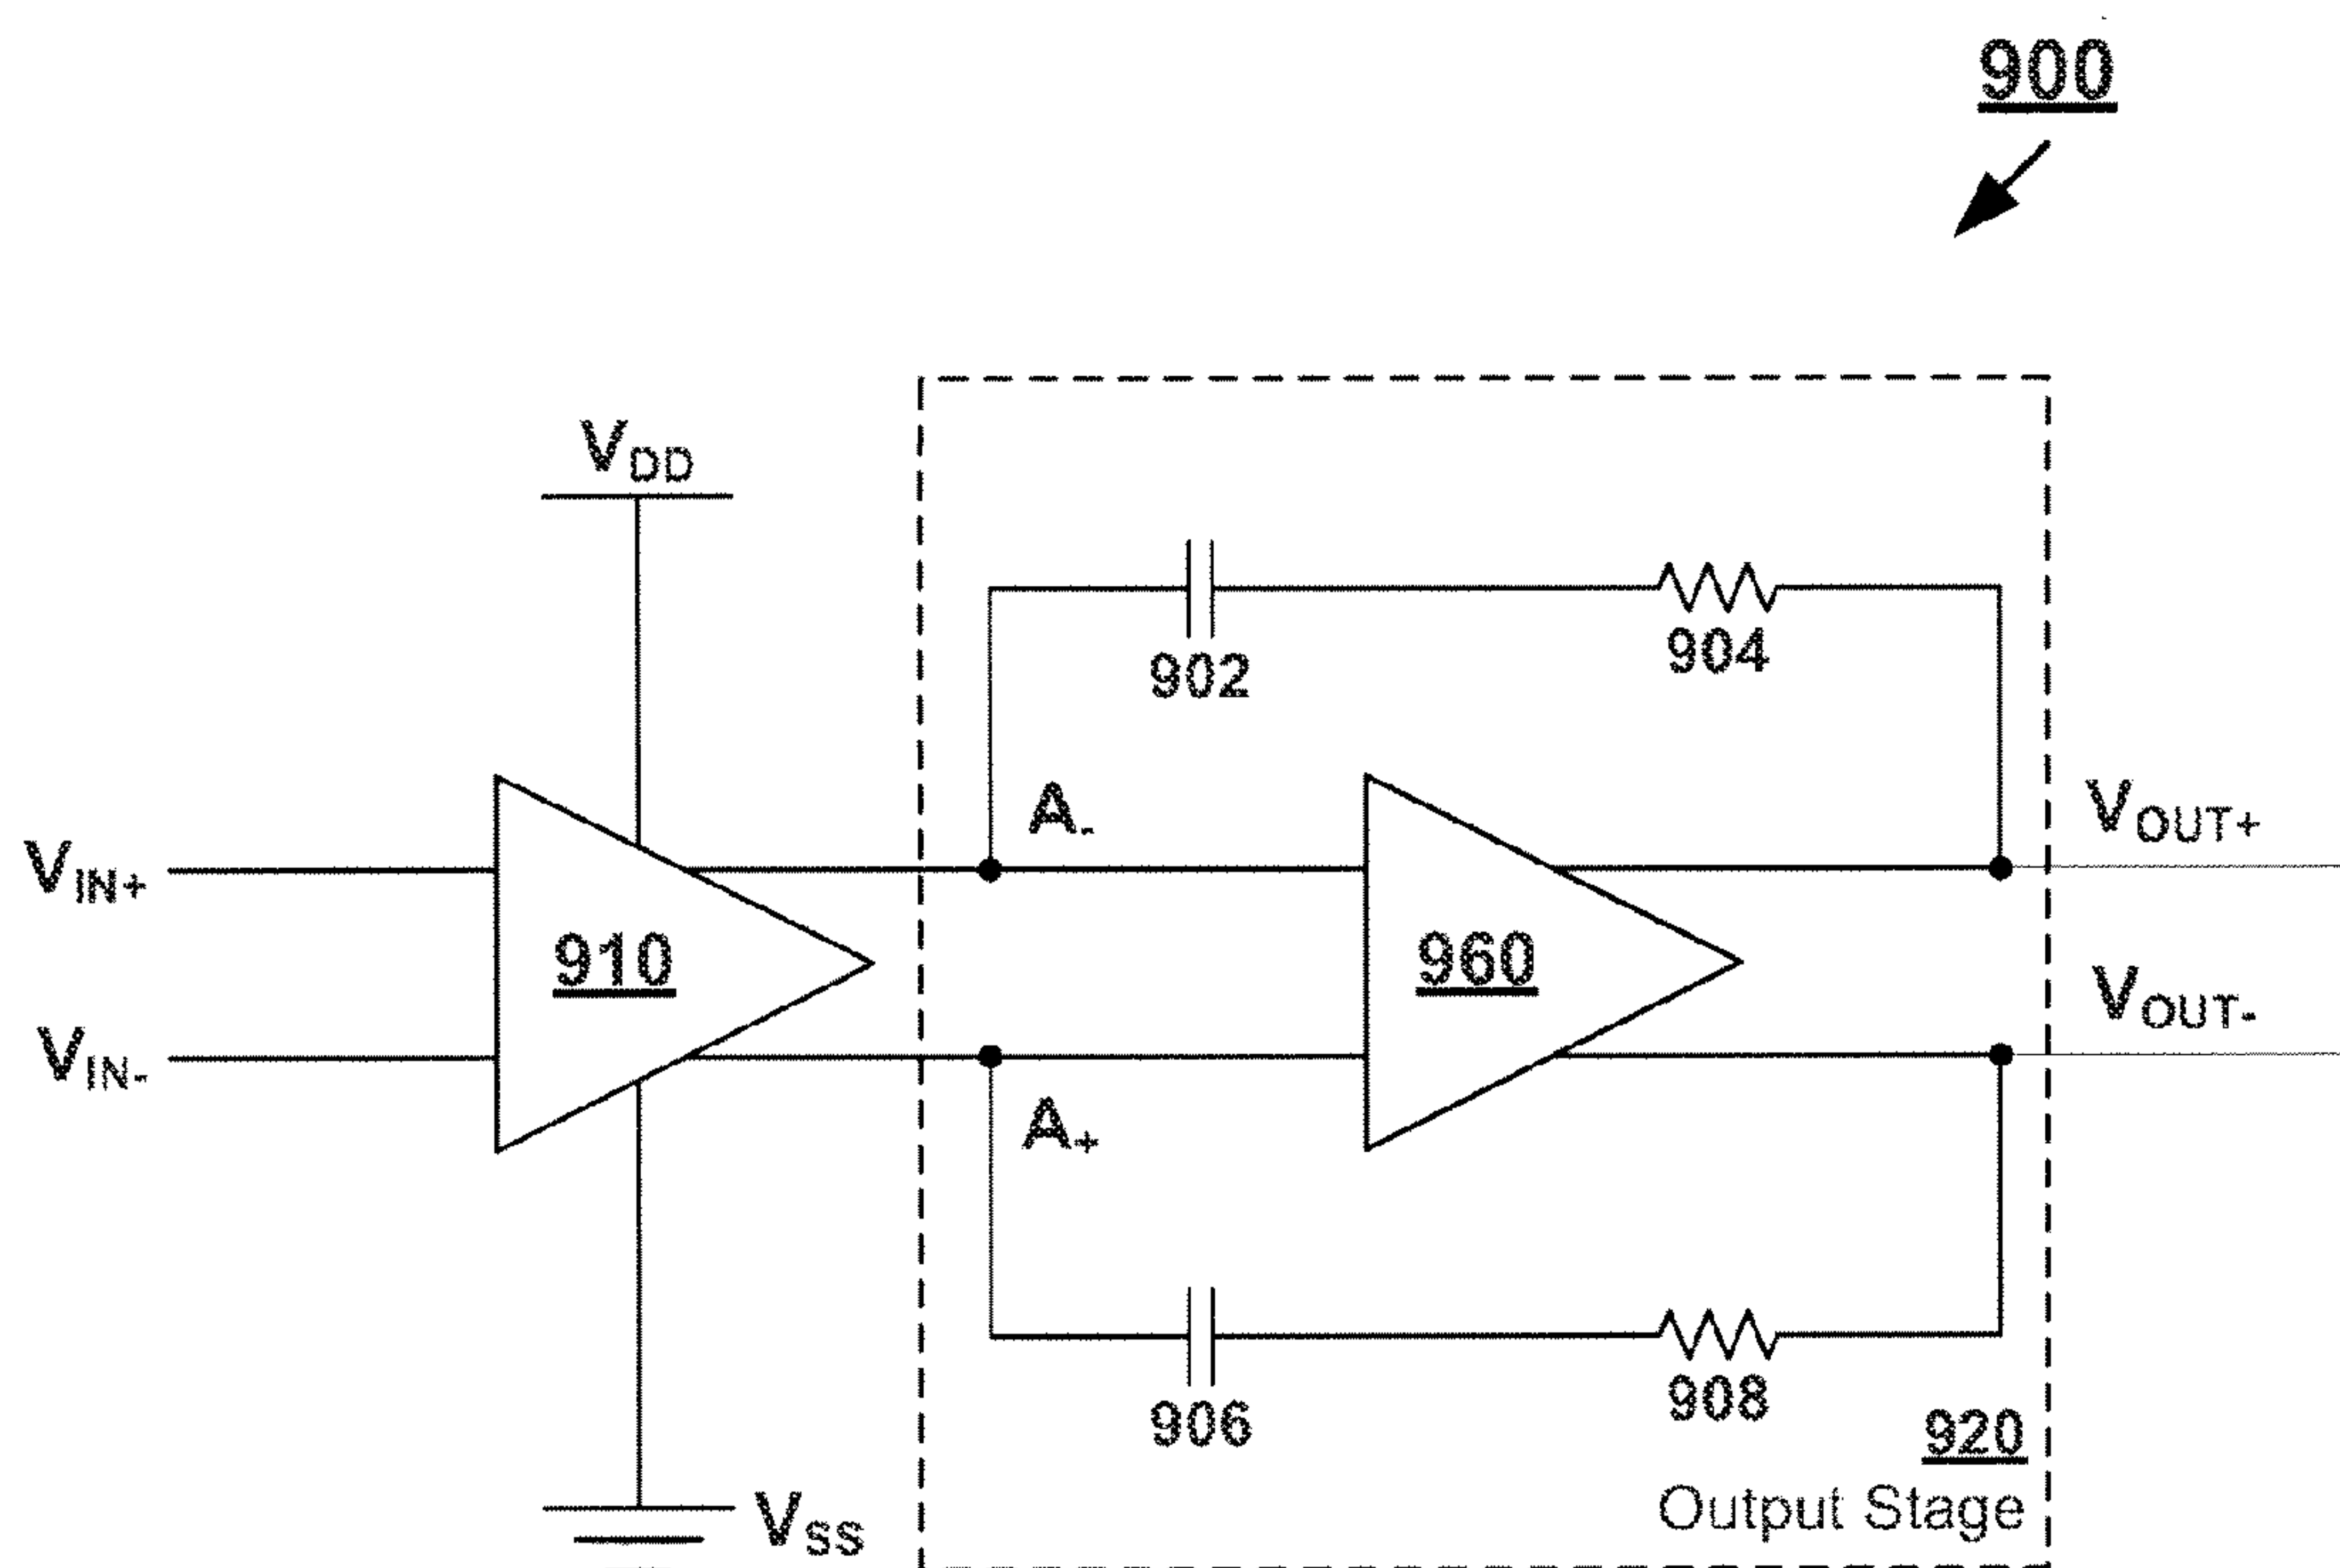 900
VDD
902
904
A-
VOUT+
VIN+
910
960
VOUT-
VIN-
A+
906
908
920
Output Stage
VSS